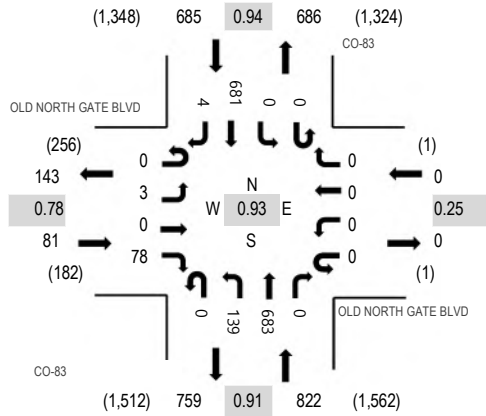 (1,348) 685 0.94 686 (1,324)
CO-83
4 681 0 0
OLD NORTH GATE BLVD
(256) 0 0 (1)
143 3 N 0 0
0.78 0 W 0.93 E 0 0.25
81 78 S 0 0
(182) (1)
0 139 683 0
OLD NORTH GATE BLVD
CO-83
(1,512) 759 0.91 822 (1,562)